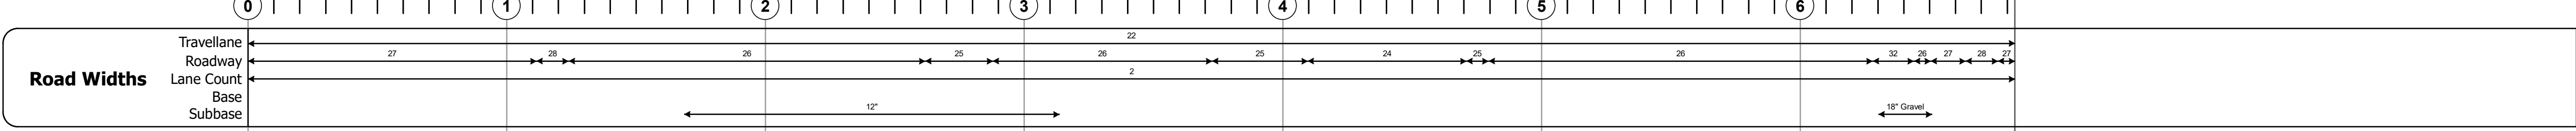 0 1 2 3 4 5 6
Road Widths
Travellane 22
Roadway 27 28 26 25 26 25 24 25 26 32 26 27 28 27
Lane Count 2
Base
Subbase 12" 18" Gravel